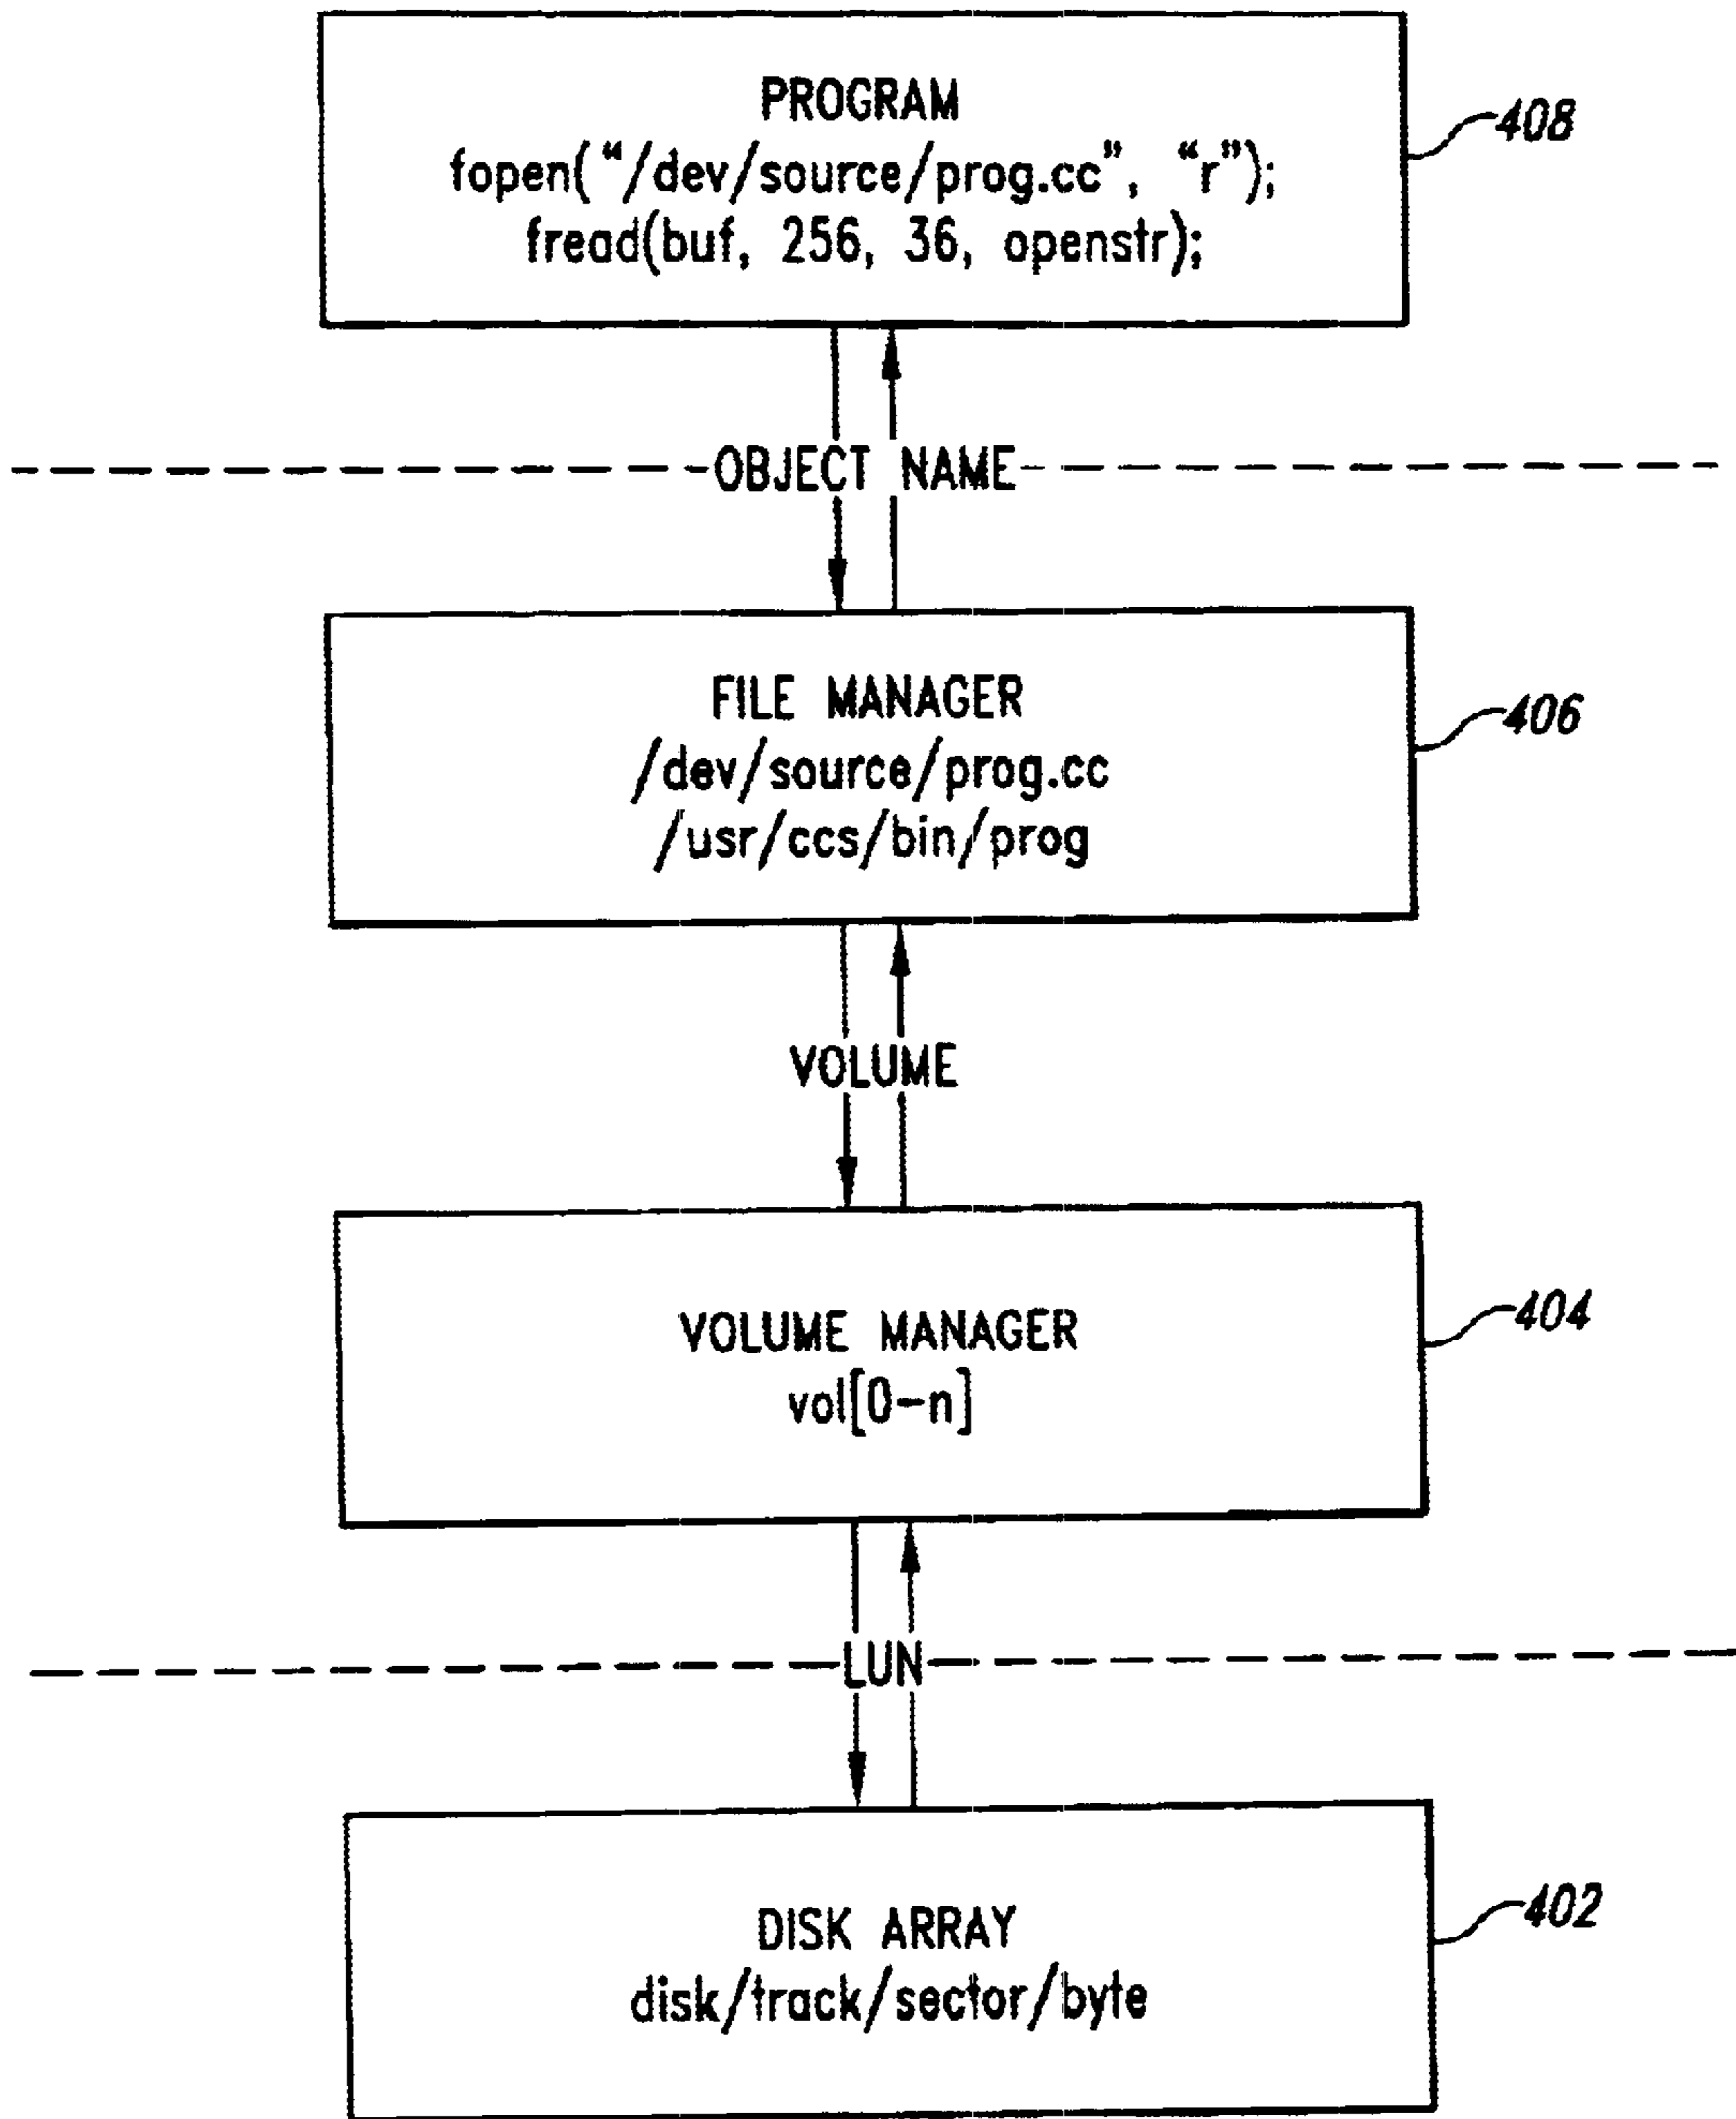 PROGRAM
fopen("/dev/source/prog.cc", "r");
fread(buf, 256, 36, openstr);
408
OBJECT NAME
FILE MANAGER
/dev/source/prog.cc
/usr/ccs/bin/prog
406
VOLUME
VOLUME MANAGER
vol[0-n]
404
LUN
DISK ARRAY
disk/track/sector/byte
402